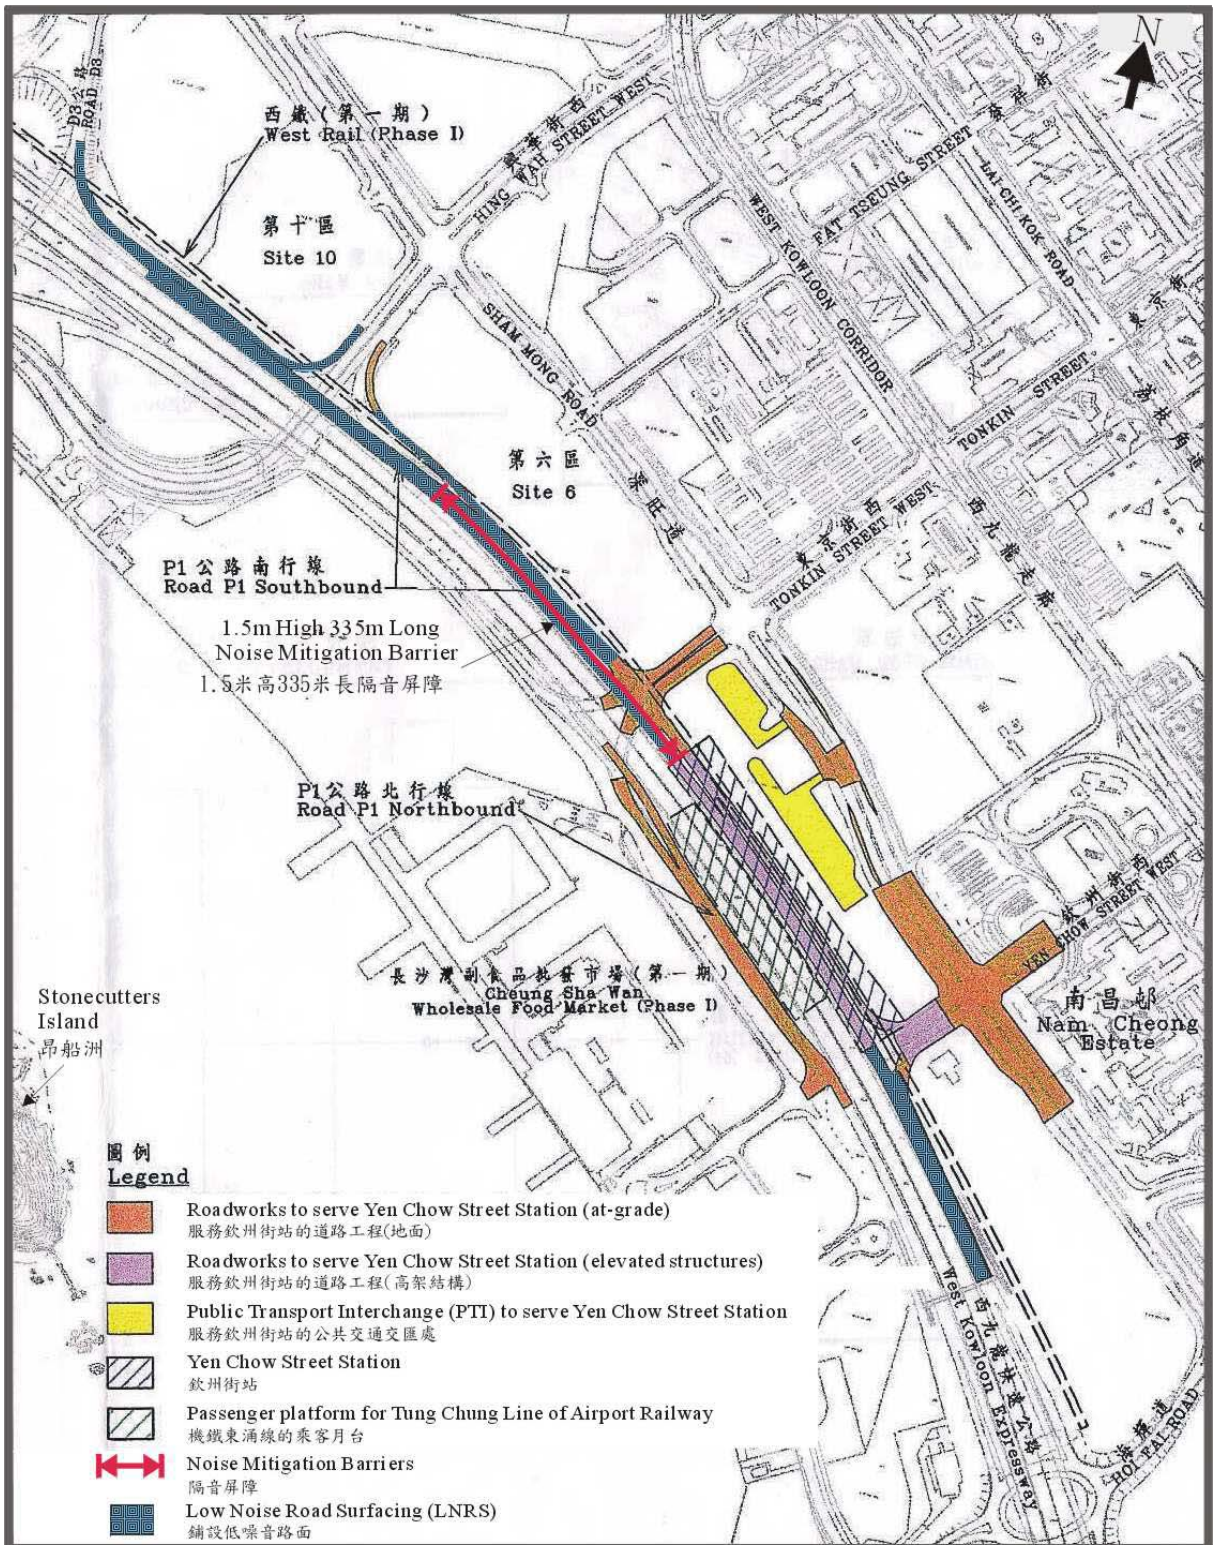 N
D3公路
ROAD D3
西鐵(第一期)
West Rail (Phase I)
興華街西
HING WAH STREET WEST
第十區
Site 10
發祥街
FAT TSEUNG STREET
LAI CHI KOK ROAD
荔枝角道
WEST KOWLOON CORRIDOR
西九龍走廊
東京街
TONKIN STREET
SHAM MONG ROAD
深旺道
第六區
Site 6
東京街西
TONKIN STREET WEST
P1公路南行線
Road P1 Southbound
1.5m High 335m Long
Noise Mitigation Barrier
1.5米高335米長隔音屏障
P1公路北行線
Road P1 Northbound
欽州街西
YEN CHOW STREET WEST
長沙灣副食品批發市場(第一期)
Cheung Sha Wan
Wholesale Food Market (Phase I)
南昌邨
Nam Cheong
Estate
Stonecutters
Island
昂船洲
西九龍快速公路
West Kowloon Expressway
海輝道
HOI FAI ROAD
圖例
Legend
Roadworks to serve Yen Chow Street Station (at-grade)
服務欽州街站的道路工程(地面)
Roadworks to serve Yen Chow Street Station (elevated structures)
服務欽州街站的道路工程(高架結構)
Public Transport Interchange (PTI) to serve Yen Chow Street Station
服務欽州街站的公共交通交匯處
Yen Chow Street Station
欽州街站
Passenger platform for Tung Chung Line of Airport Railway
機鐵東涌線的乘客月台
Noise Mitigation Barriers
隔音屏障
Low Noise Road Surfacing (LNRS)
鋪設低噪音路面